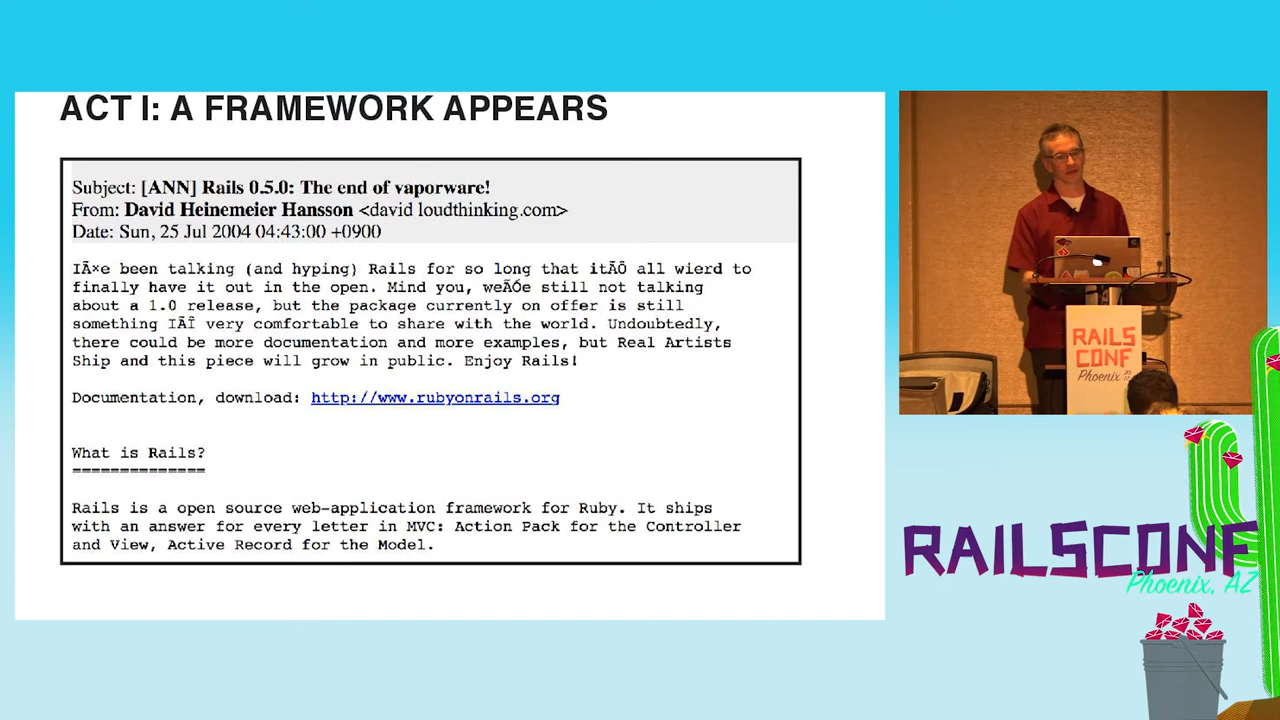 ACT I: A FRAMEWORK APPEARS
Subject: [ANN] Rails 0.5.0: The end of vaporware!
From: David Heinemeier Hansson <david loudthinking.com>
Date: Sun, 25 Jul 2004 04:43:00 +0900
IÃ×e been talking (and hyping) Rails for so long that itÃÔ all wierd to
finally have it out in the open. Mind you, weÃÓe still not talking
about a 1.0 release, but the package currently on offer is still
something IÃÎ very comfortable to share with the world. Undoubtedly,
there could be more documentation and more examples, but Real Artists
Ship and this piece will grow in public. Enjoy Rails!
Documentation, download: http://www.rubyonrails.org
What is Rails?
==============
Rails is a open source web-application framework for Ruby. It ships
with an answer for every letter in MVC: Action Pack for the Controller
and View, Active Record for the Model.
RAILS
CONF
Phoenix 2017
RAILSCONF
Phoenix, AZ